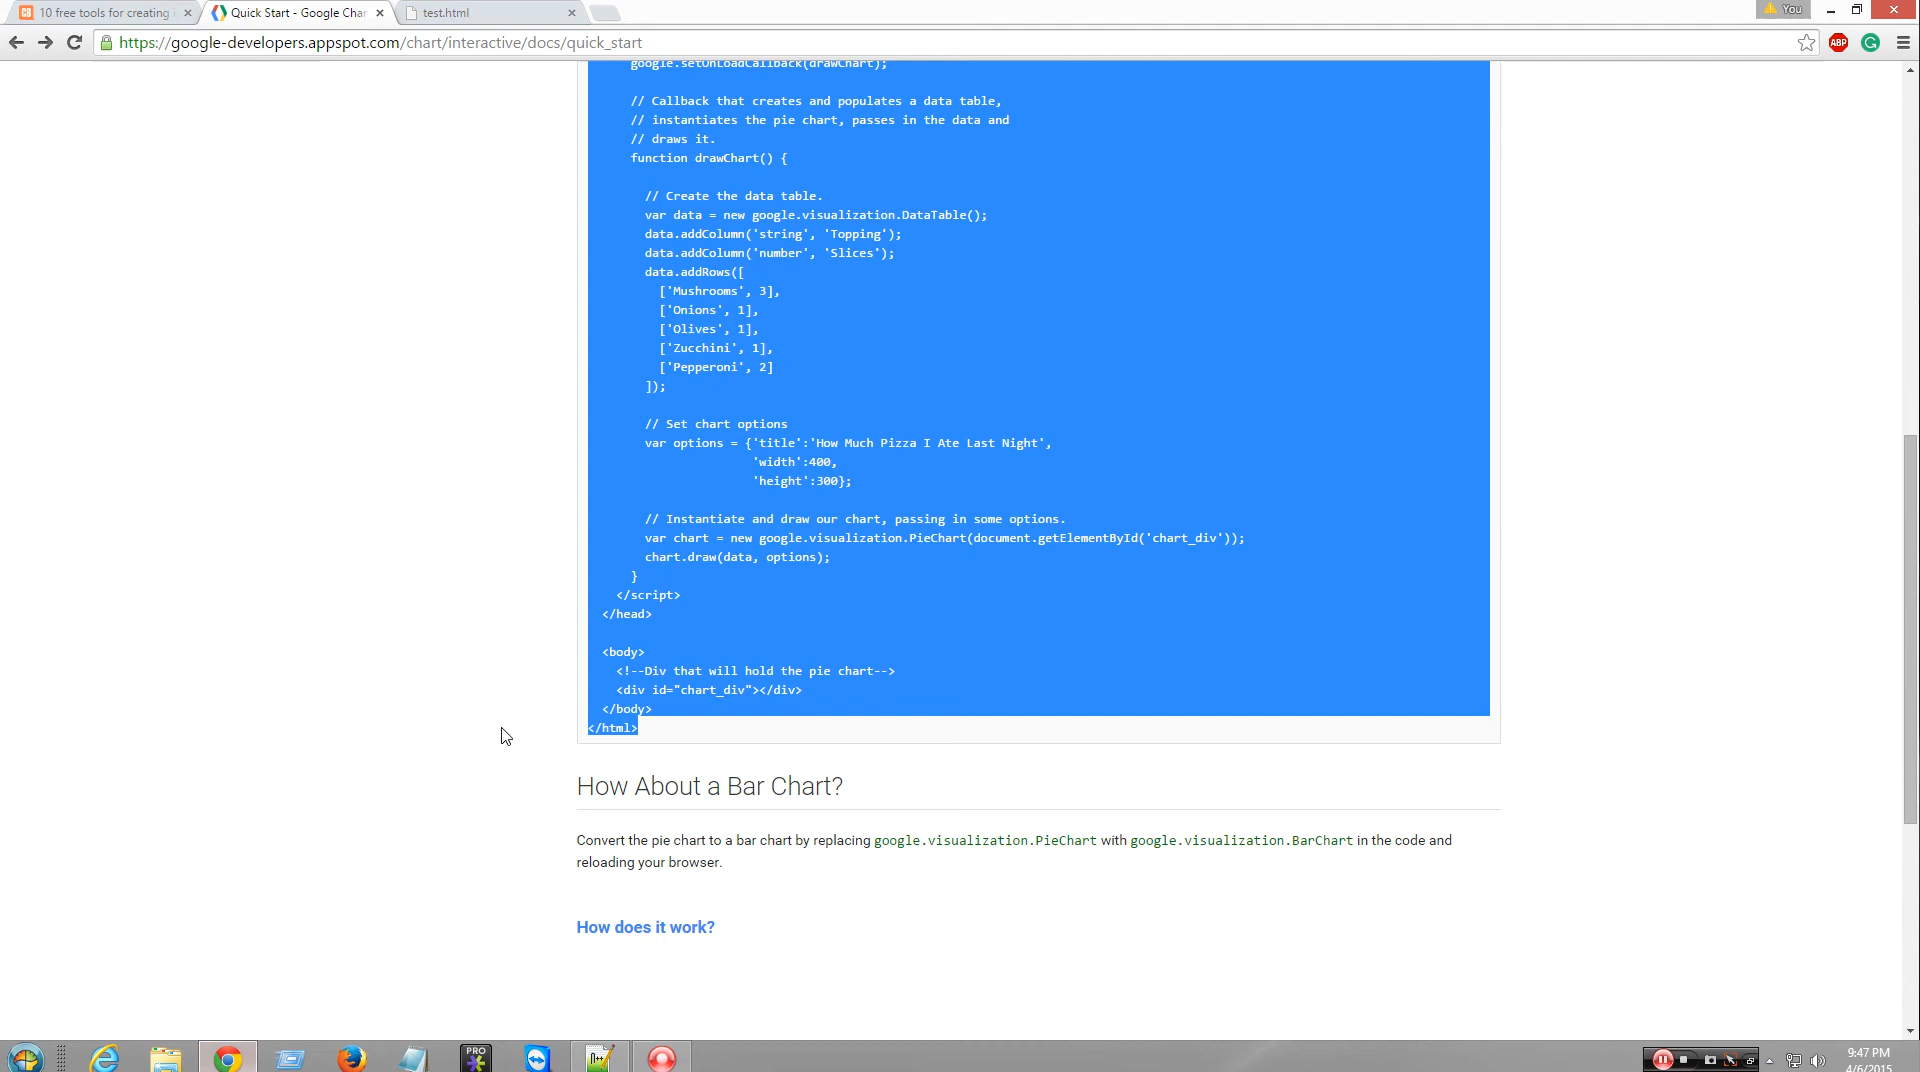 10 free tools for creating
Quick Start - Google Char
test.html
You
https://google-developers.appspot.com/chart/interactive/docs/quick_start
ABP
google.setOnLoadCallback(drawChart);
// Callback that creates and populates a data table,
// instantiates the pie chart, passes in the data and
// draws it.
function drawChart() {
// Create the data table.
var data = new google.visualization.DataTable();
data.addColumn('string', 'Topping');
data.addColumn('number', 'Slices');
data.addRows([
['Mushrooms', 3],
['Onions', 1],
['Olives', 1],
['Zucchini', 1],
['Pepperoni', 2]
]);
// Set chart options
var options = {'title':'How Much Pizza I Ate Last Night',
'width':400,
'height':300};
// Instantiate and draw our chart, passing in some options.
var chart = new google.visualization.PieChart(document.getElementById('chart_div'));
chart.draw(data, options);
}
</script>
</head>
<body>
<!--Div that will hold the pie chart-->
<div id="chart_div"></div>
</body>
</html>
How About a Bar Chart?
Convert the pie chart to a bar chart by replacing google.visualization.PieChart with google.visualization.BarChart in the code and
reloading your browser.
How does it work?
PRO
9:47 PM
4/6/2015